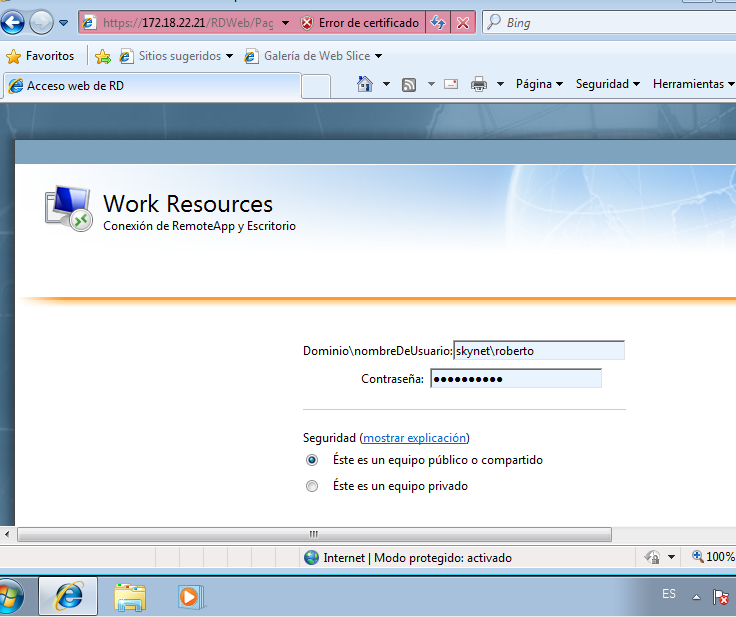 https://172.18.22.21/RDWeb/Pag
Error de certificado
Bing
Favoritos
Sitios sugeridos
Galería de Web Slice
Acceso web de RD
Página
Seguridad
Herramientas
Work Resources
Conexión de RemoteApp y Escritorio
Dominio\nombreDeUsuario: skynet\roberto
Contraseña: ●●●●●●●●●●
Seguridad (mostrar explicación)
Éste es un equipo público o compartido
Éste es un equipo privado
Internet | Modo protegido: activado
100%
ES